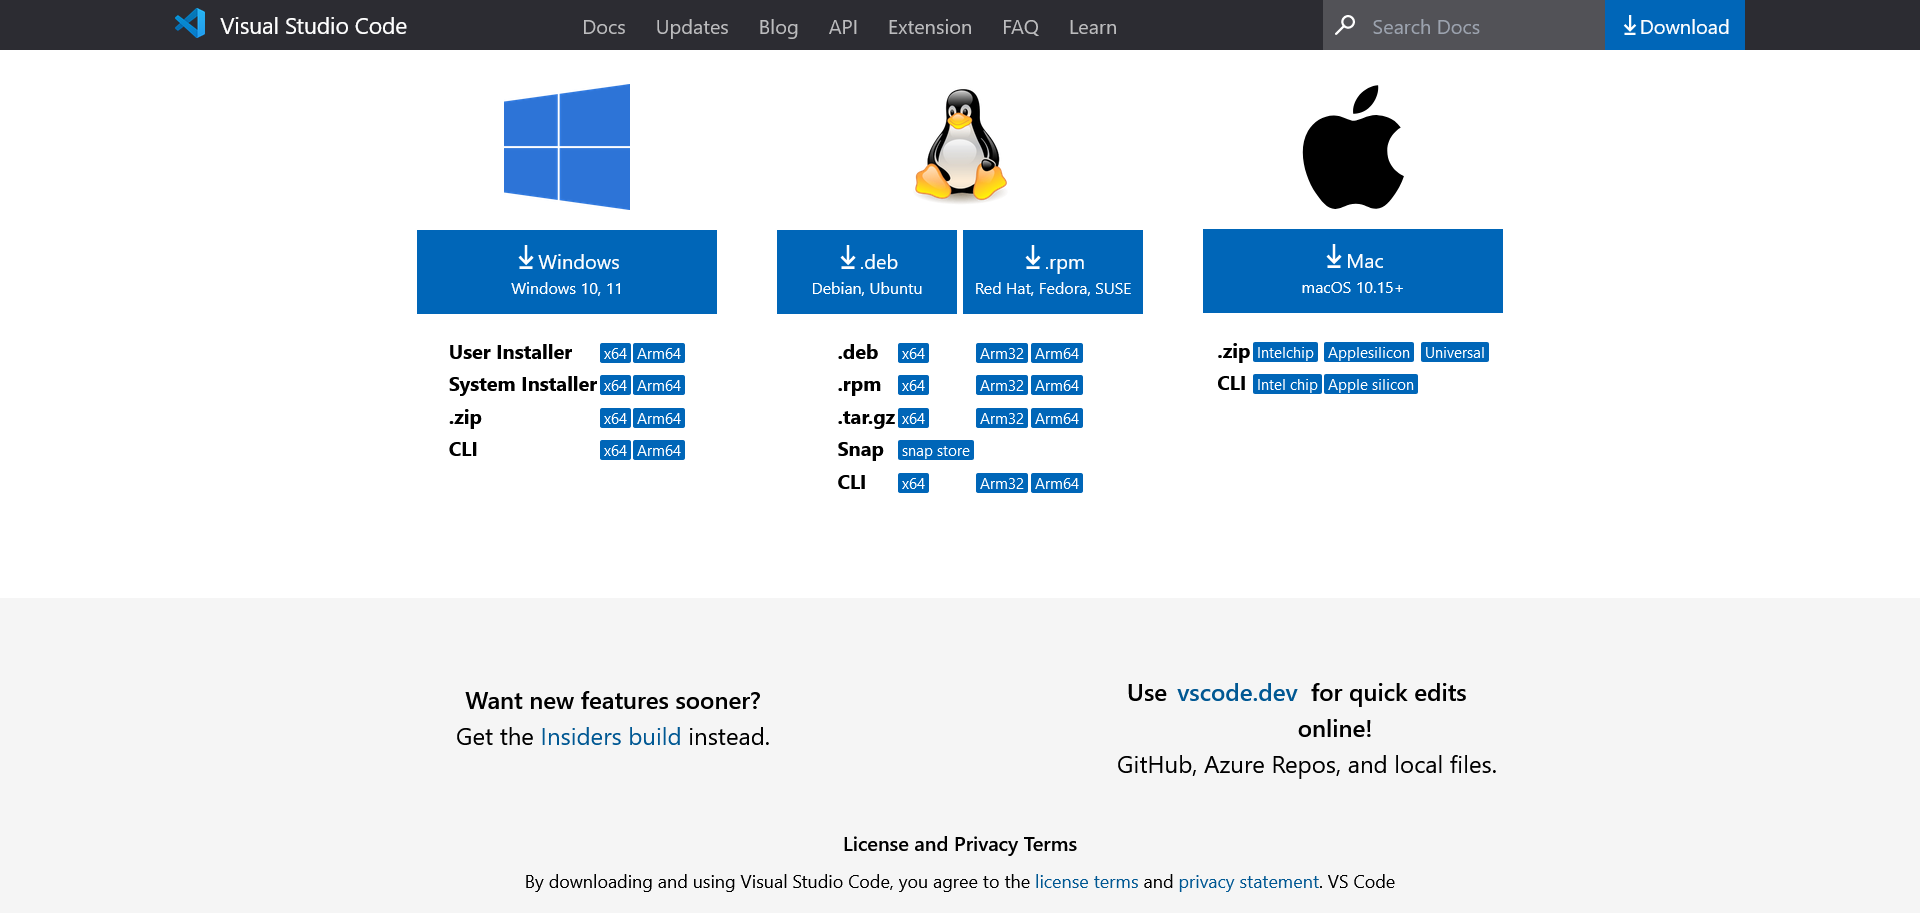 Visual Studio Code Docs Updates Blog API Extension FAQ Learn Search Docs Download
Windows
Windows 10, 11
User Installer x64 Arm64
System Installer x64 Arm64
.zip x64 Arm64
CLI x64 Arm64
.deb
Debian, Ubuntu
.rpm
Red Hat, Fedora, SUSE
.deb x64 Arm32 Arm64
.rpm x64 Arm32 Arm64
.tar.gz x64 Arm32 Arm64
Snap snap store
CLI x64 Arm32 Arm64
Mac
macOS 10.15+
.zip Intelchip Applesilicon Universal
CLI Intel chip Apple silicon
Want new features sooner?
Get the Insiders build instead.
Use vscode.dev for quick edits
online!
GitHub, Azure Repos, and local files.
License and Privacy Terms
By downloading and using Visual Studio Code, you agree to the license terms and privacy statement. VS Code